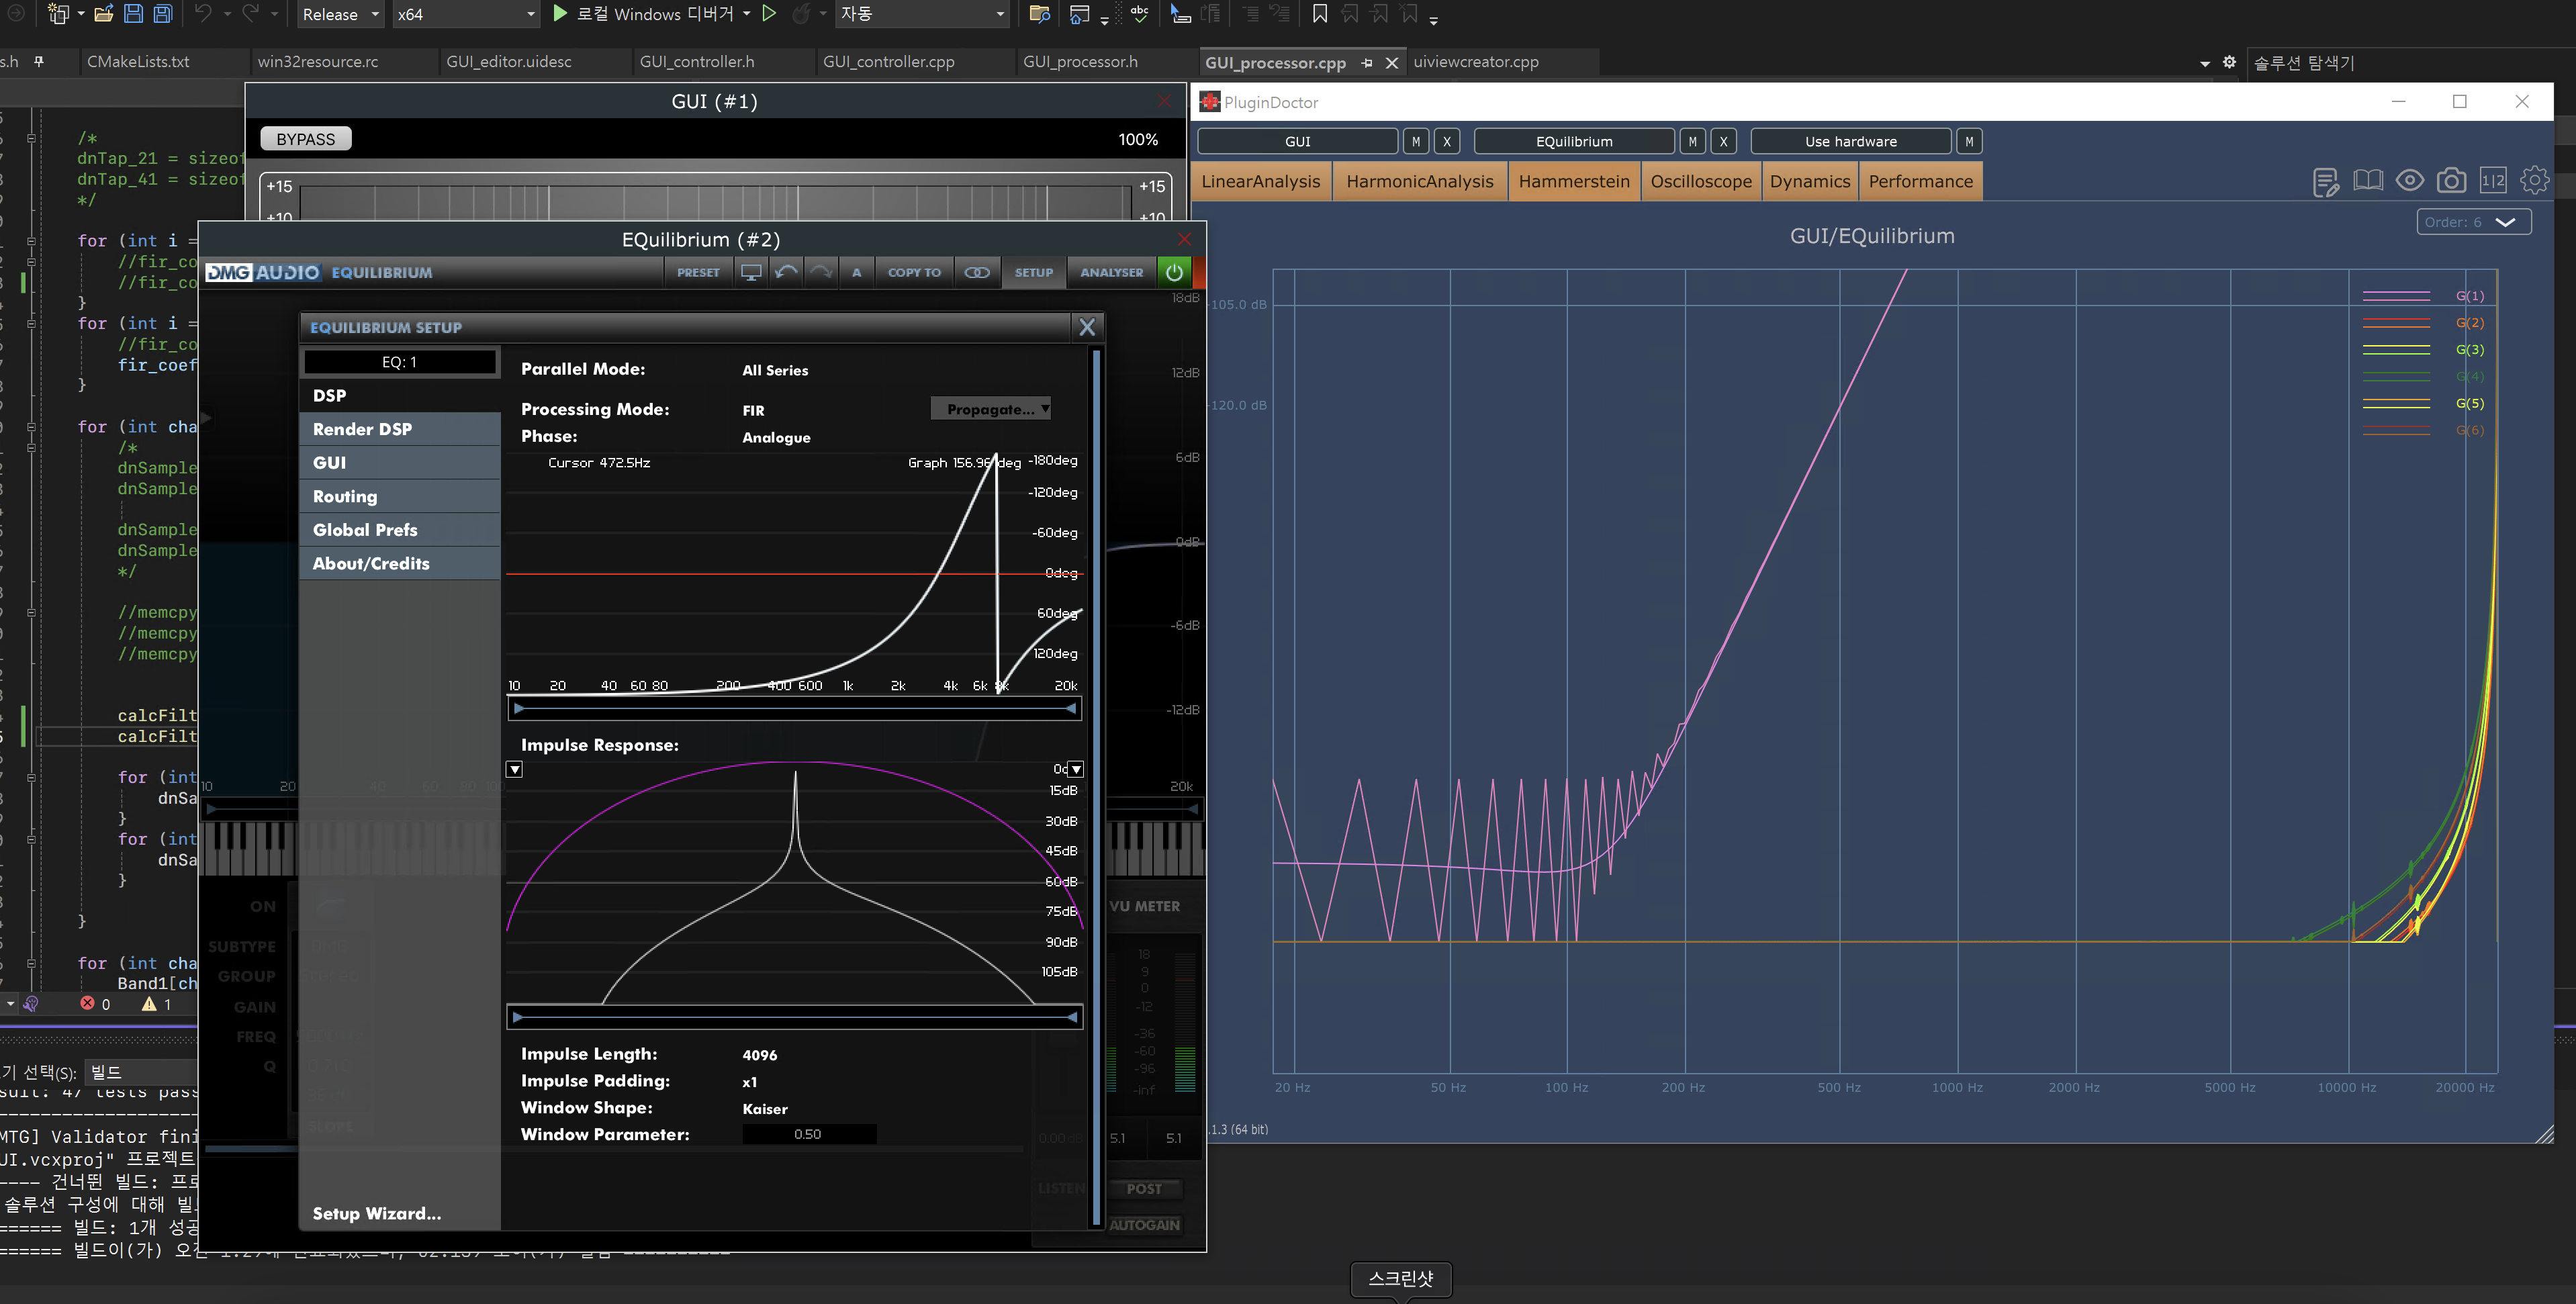 Release
x64
로컬 Windows 디버거
자동
s.h
CMakeLists.txt
win32resource.rc
GUI_editor.uidesc
GUI_controller.h
GUI_controller.cpp
GUI_processor.h
GUI_processor.cpp
uiviewcreator.cpp
솔루션 탐색기
/*
dnTap_21 = sizeof
dnTap_41 = sizeof
*/
for (int i =
//fir_co
//fir_co
}
for (int i =
//fir_co
fir_coef
}
for (int cha
/*
dnSample
dnSample
dnSample
dnSample
*/
//memcpy
//memcpy
//memcpy
calcFilt
calcFilt
for (int
dnSa
}
for (int
dnSa
}
}
for (int cha
Band1[ch
0
1
기 선택(S):
빌드
MTG] Validator fini
UI.vcxproj" 프로젝트
---- 건너뛴 빌드: 프로
솔루션 구성에 대해 빌
====== 빌드: 1개 성공
====== 빌드이(가) 오전
GUI (#1)
BYPASS
100%
+15
+15
+10
+10
EQuilibrium (#2)
DMG AUDIO EQUILIBRIUM
PRESET
A
COPY TO
SETUP
ANALYSER
18dB
12dB
6dB
0dB
-6dB
-12dB
EQUILIBRIUM SETUP
X
EQ: 1
DSP
Render DSP
GUI
Routing
Global Prefs
About/Credits
Setup Wizard...
Parallel Mode:
All Series
Processing Mode:
FIR
Propagate...
Phase:
Analogue
Cursor 472.5Hz
Graph 156.96deg
-180deg
-120deg
-60deg
0deg
60deg
120deg
10 20 40 60 80 200 400 600 1k 2k 4k 6k 8k 20k
Impulse Response:
15dB
30dB
45dB
60dB
75dB
90dB
105dB
Impulse Length:
4096
Impulse Padding:
x1
Window Shape:
Kaiser
Window Parameter:
0.50
10 20 40 60 80 100
20k
ON
SUBTYPE
GROUP
GAIN
FREQ
Q
SLOPE
VU METER
18
9
0
-12
-36
-60
-96
-inf
5.1
5.1
LISTEN
POST
AUTOGAIN
PluginDoctor
GUI
M
X
EQuilibrium
M
X
Use hardware
M
LinearAnalysis
HarmonicAnalysis
Hammerstein
Oscilloscope
Dynamics
Performance
1|2
Order: 6
GUI/EQuilibrium
-105.0 dB
-120.0 dB
G(1)
G(2)
G(3)
G(4)
G(5)
G(6)
20 Hz
50 Hz
100 Hz
200 Hz
500 Hz
1000 Hz
2000 Hz
5000 Hz
10000 Hz
20000 Hz
.1.3 (64 bit)
스크린샷